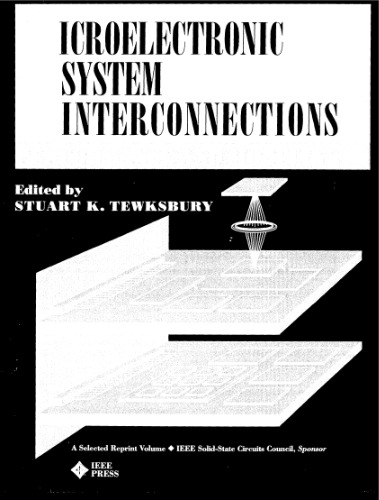 ICROELECTRONIC
SYSTEM
INTERCONNECTIONS
Edited by
STUART K. TEWKSBURY
A Selected Reprint Volume ◆ IEEE Solid-State Circuits Council, Sponsor
IEEE
PRESS